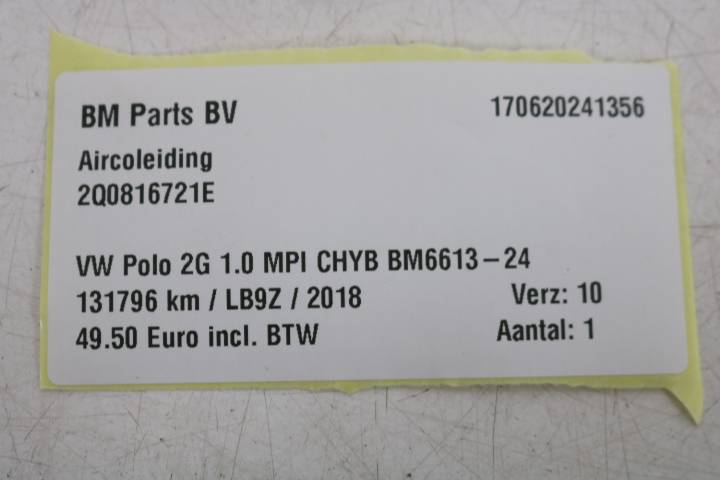 BM Parts BV 170620241356
Aircoleiding
2Q0816721E
VW Polo 2G 1.0 MPI CHYB BM6613-24
131796 km / LB9Z / 2018 Verz: 10
49.50 Euro incl. BTW Aantal: 1